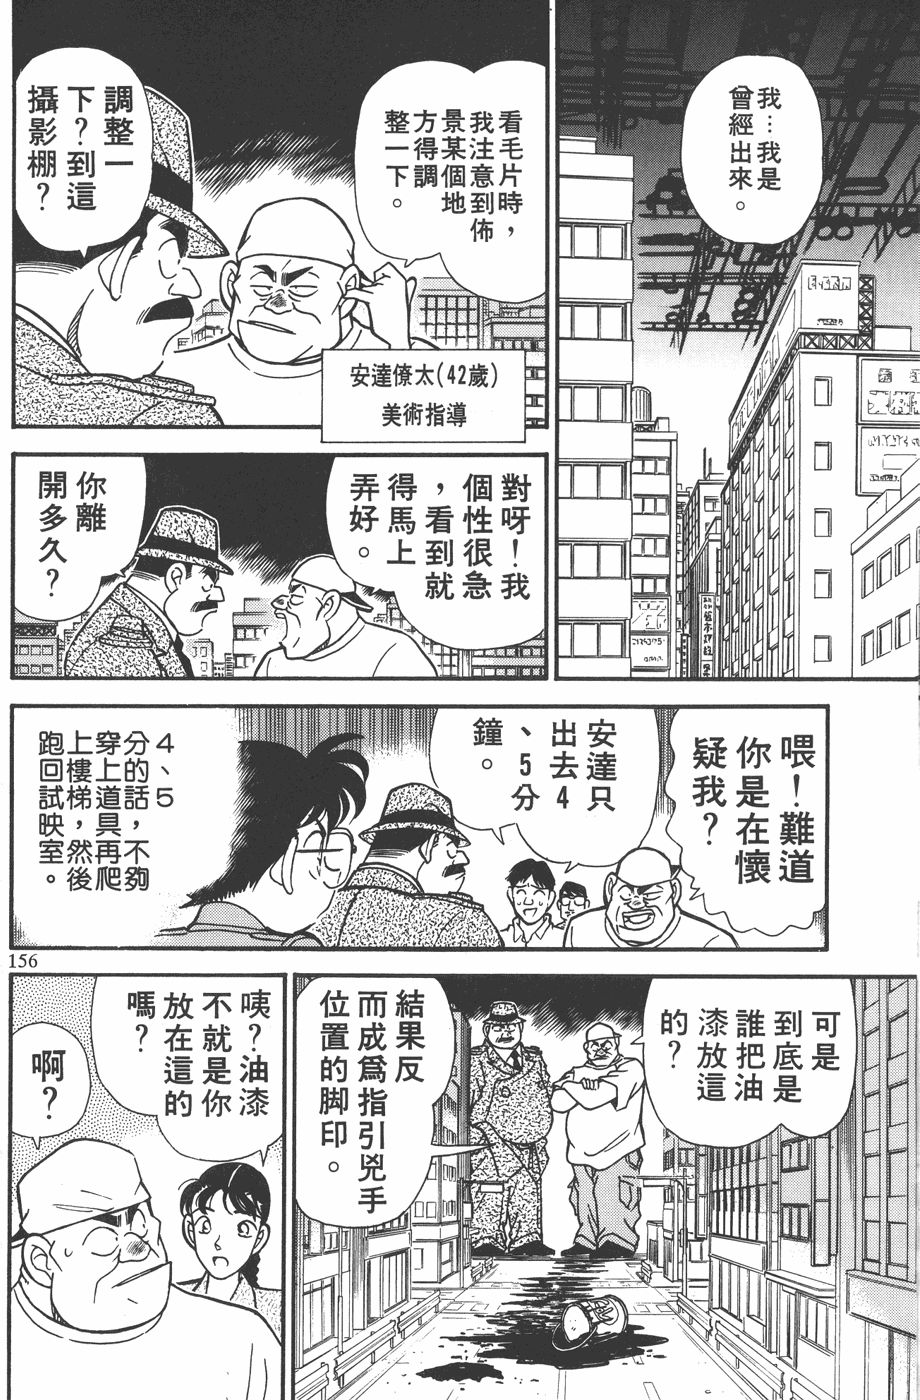 我…我是
曾經出來
。
看毛片時，
我注意到佈
景某個地
方得調
整一下。
調整一
下？到這
攝影棚？
安達僚太(42歲)
美術指導
對呀！我
個性很急
，看到就
得馬上
弄好。
你離
開多久？
喂！難道
你是在懷
疑我？
安達只
出去4
、5分
鐘。
4、5
分的話，不夠
穿上道具再爬
上樓梯，然後
跑回試映室。
156
可是
到底是
誰把油
漆放這
的？
結果反
而成爲指引兇手
位置的脚印。
咦？油漆
不就是你
放在這的
嗎？
啊？